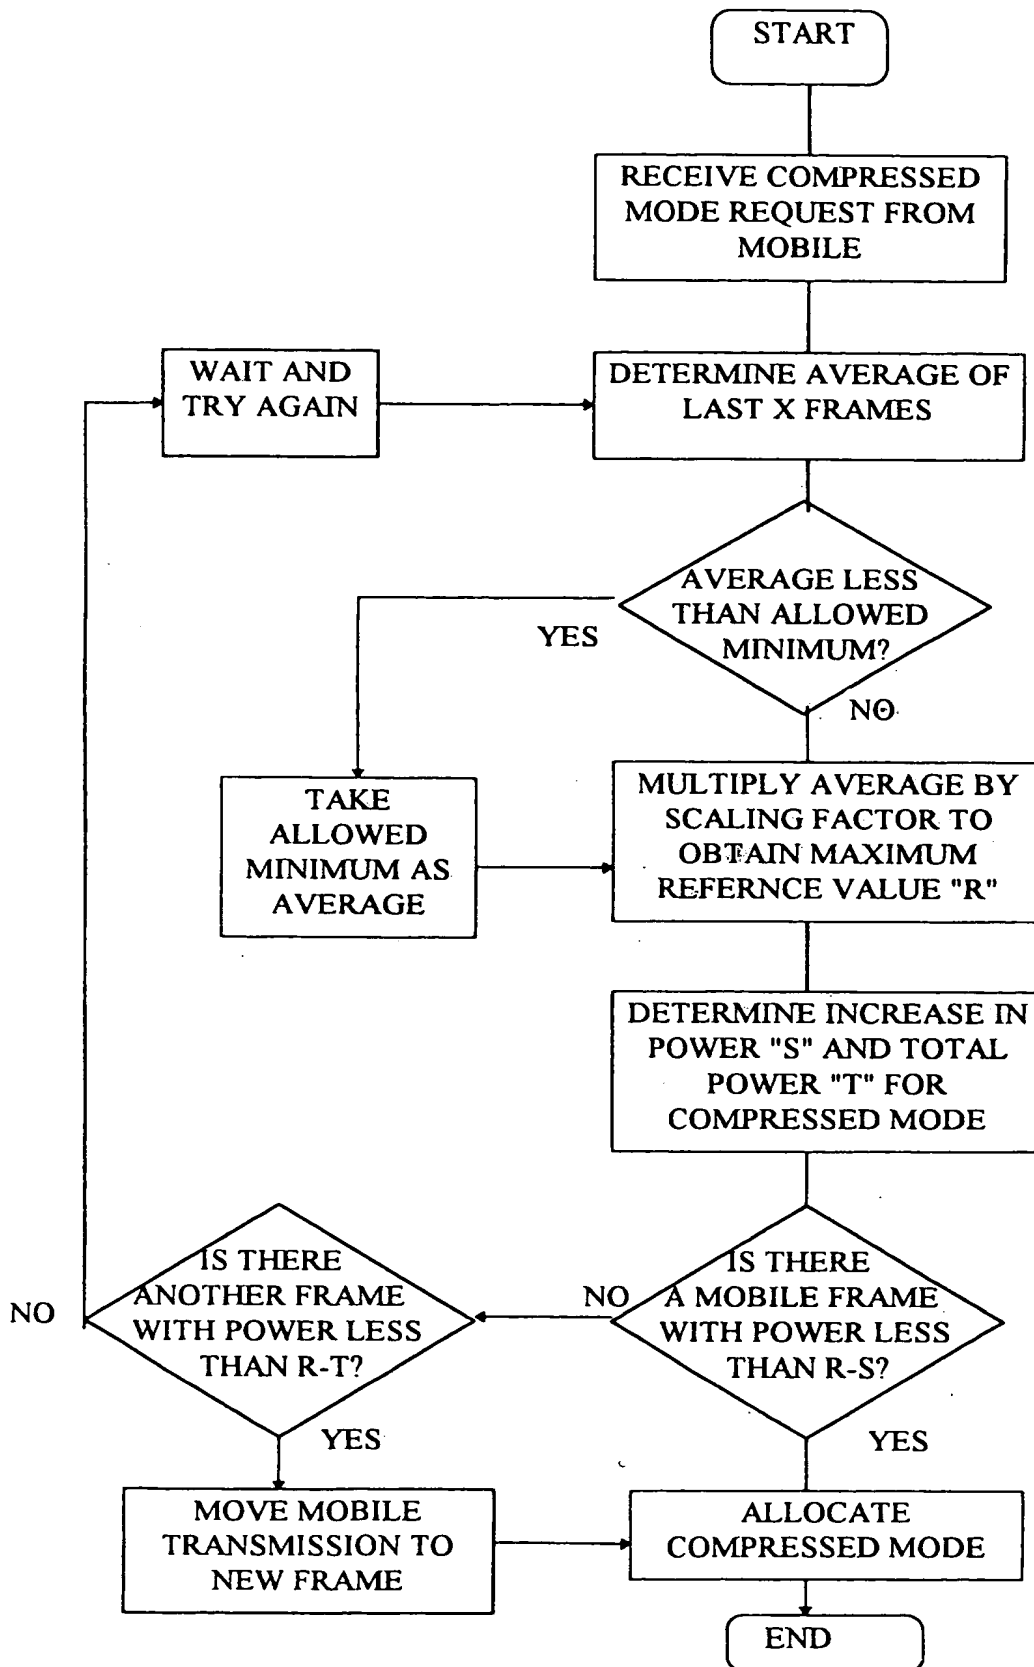 START
RECEIVE COMPRESSED
MODE REQUEST FROM
MOBILE
WAIT AND
TRY AGAIN
DETERMINE AVERAGE OF
LAST X FRAMES
AVERAGE LESS
THAN ALLOWED
MINIMUM?
YES
NO
TAKE
ALLOWED
MINIMUM AS
AVERAGE
MULTIPLY AVERAGE BY
SCALING FACTOR TO
OBTAIN MAXIMUM
REFERNCE VALUE "R"
DETERMINE INCREASE IN
POWER "S" AND TOTAL
POWER "T" FOR
COMPRESSED MODE
IS THERE
A MOBILE FRAME
WITH POWER LESS
THAN R-S?
NO
IS THERE
ANOTHER FRAME
WITH POWER LESS
THAN R-T?
NO
YES
YES
MOVE MOBILE
TRANSMISSION TO
NEW FRAME
ALLOCATE
COMPRESSED MODE
END